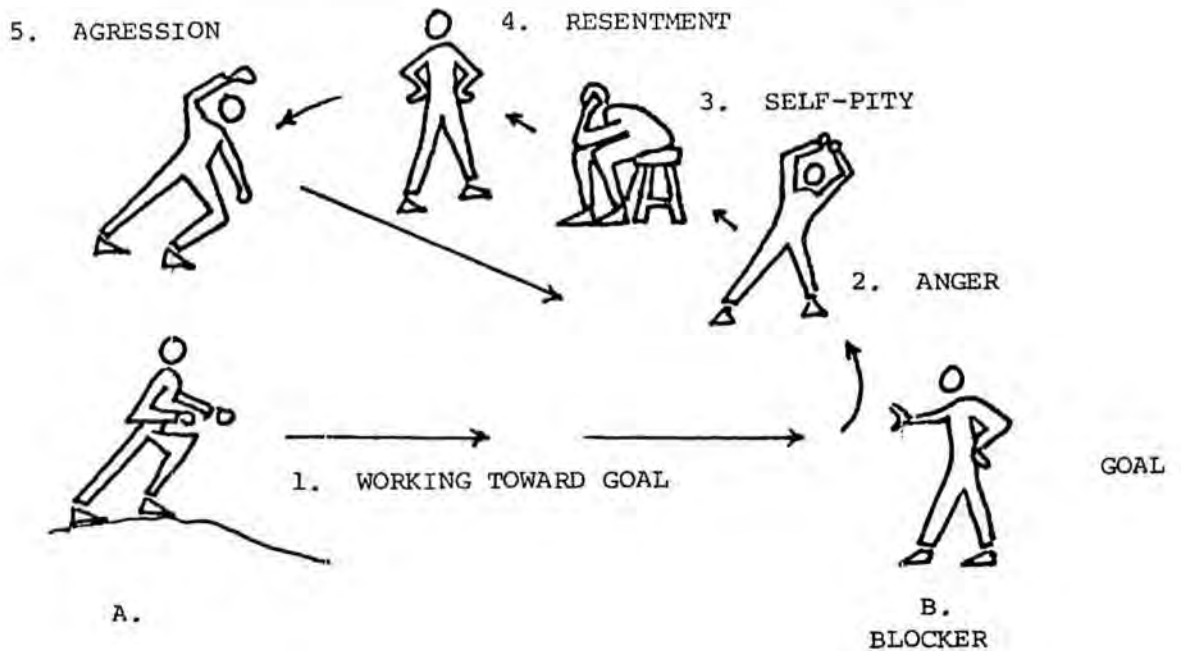 5. AGRESSION
4. RESENTMENT
3. SELF-PITY
2. ANGER
1. WORKING TOWARD GOAL
GOAL
A.
B.
BLOCKER